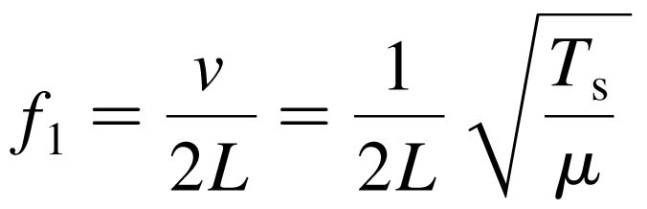 f₁ = v/2L = 1/2L √(Tₛ/μ)